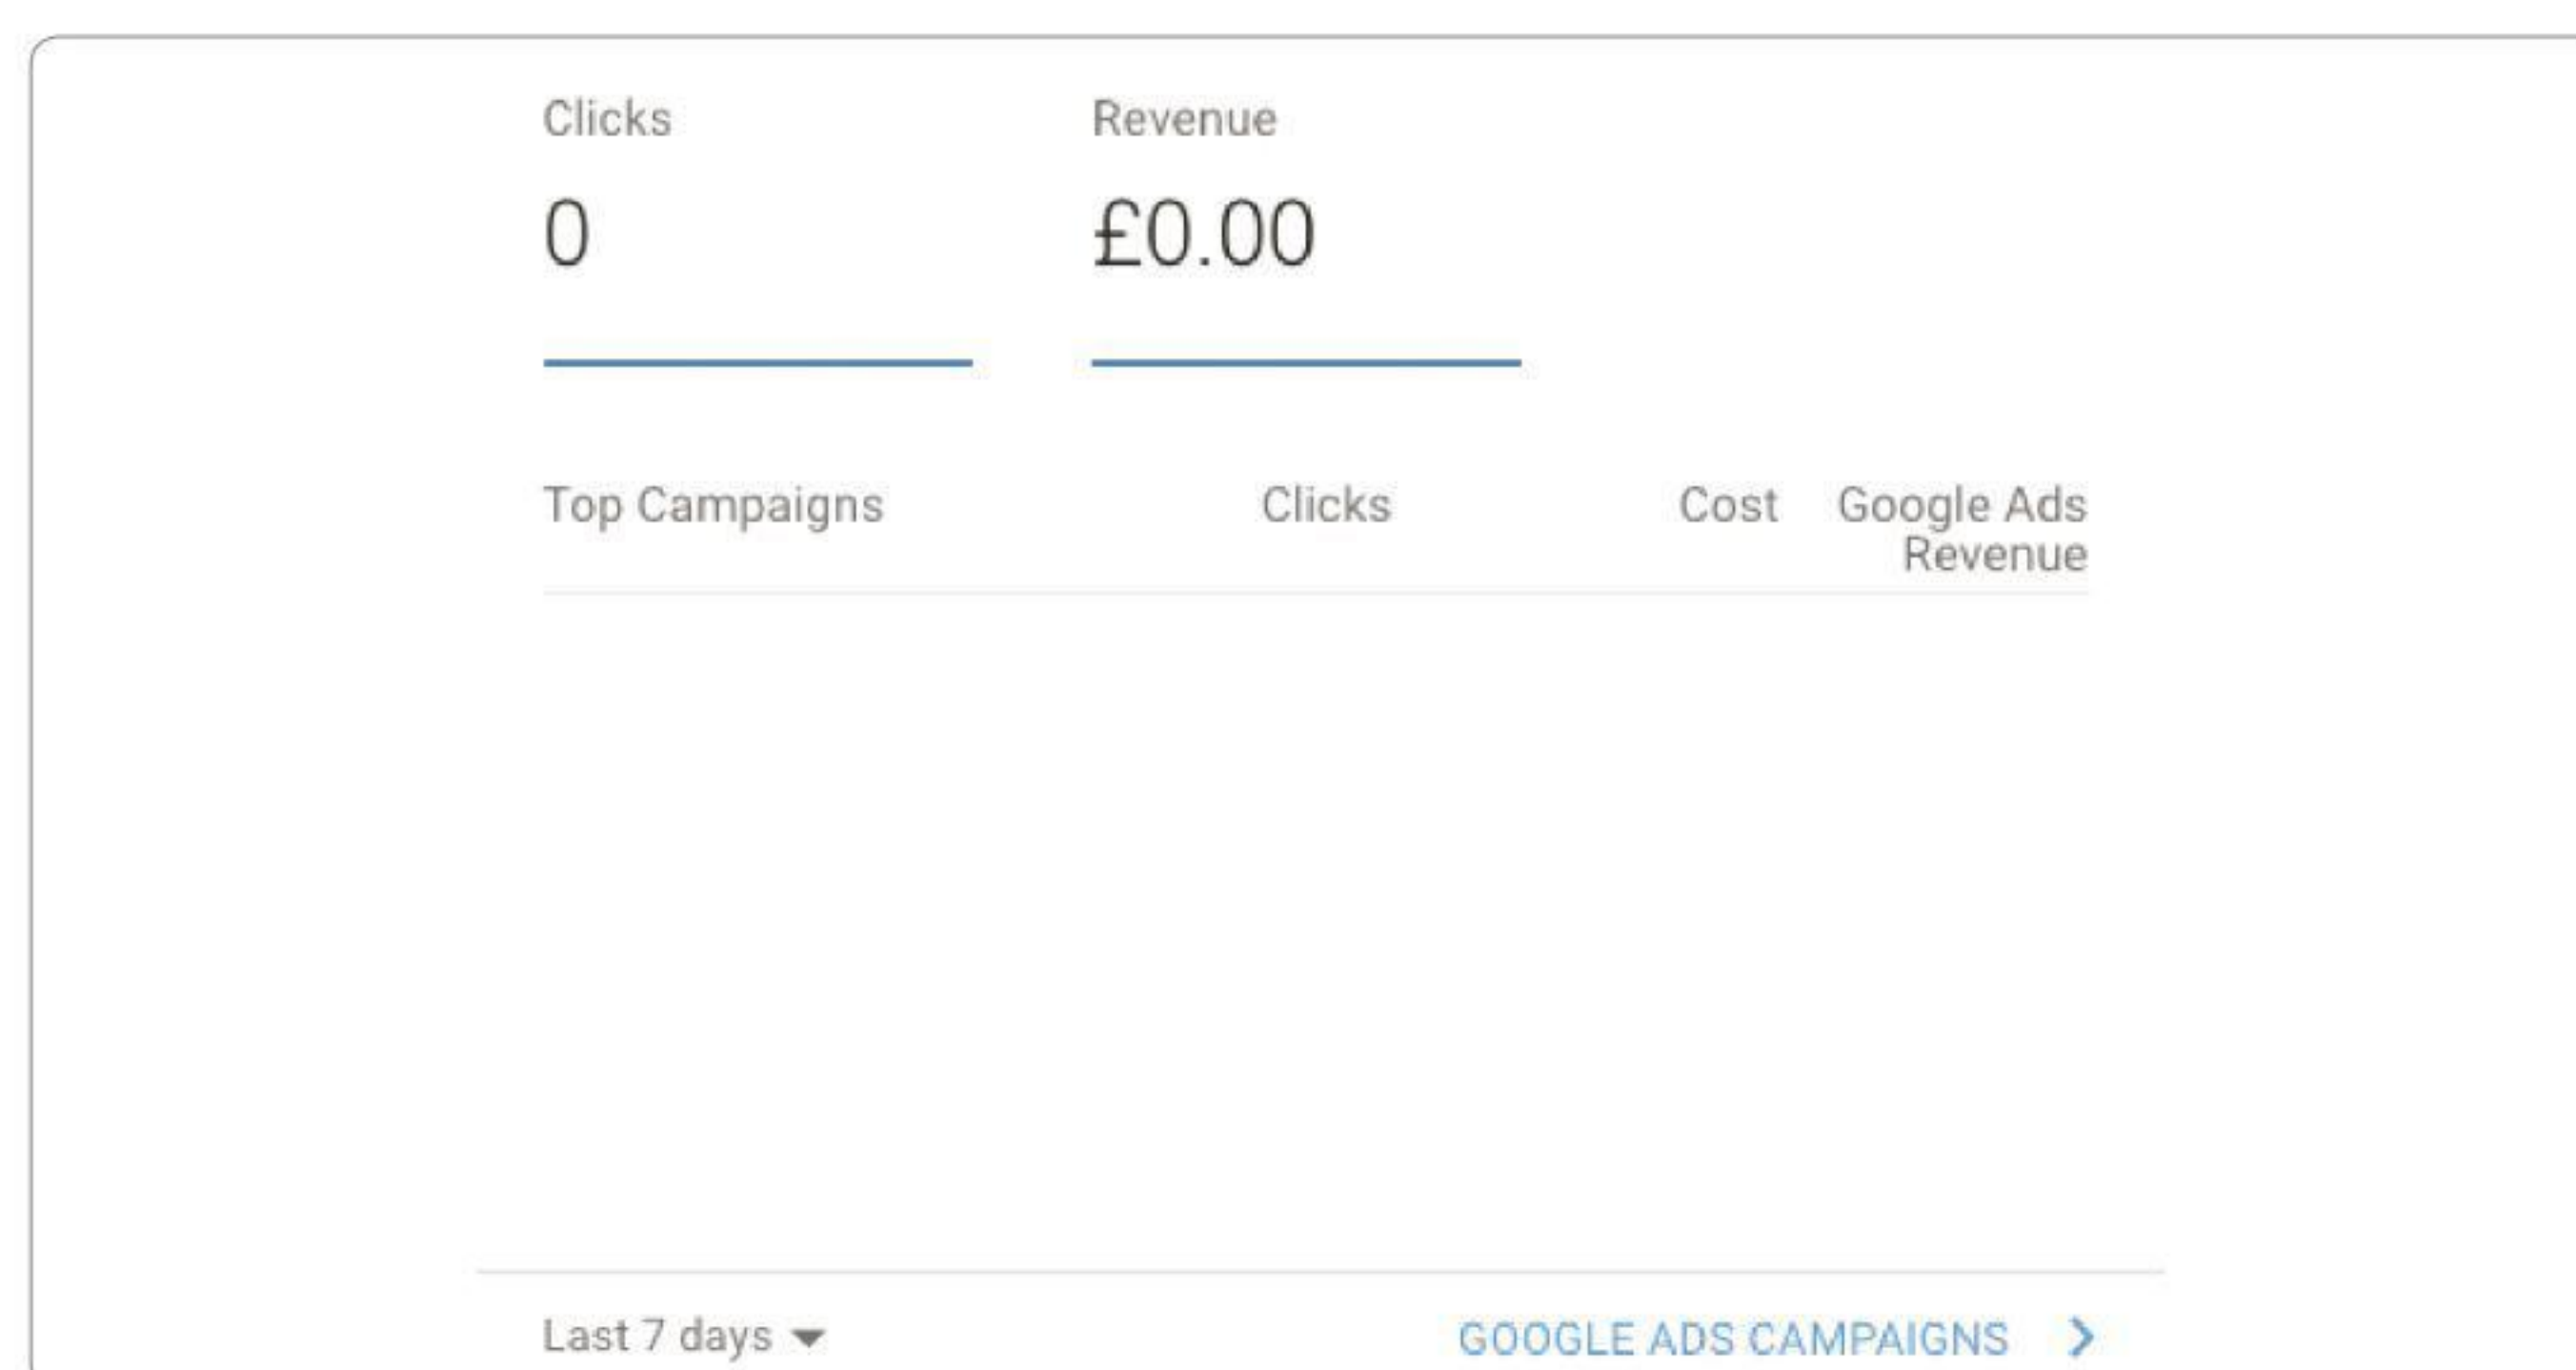 Clicks Revenue
0 £0.00
Top Campaigns Clicks Cost Google Ads
Revenue
Last 7 days GOOGLE ADS CAMPAIGNS